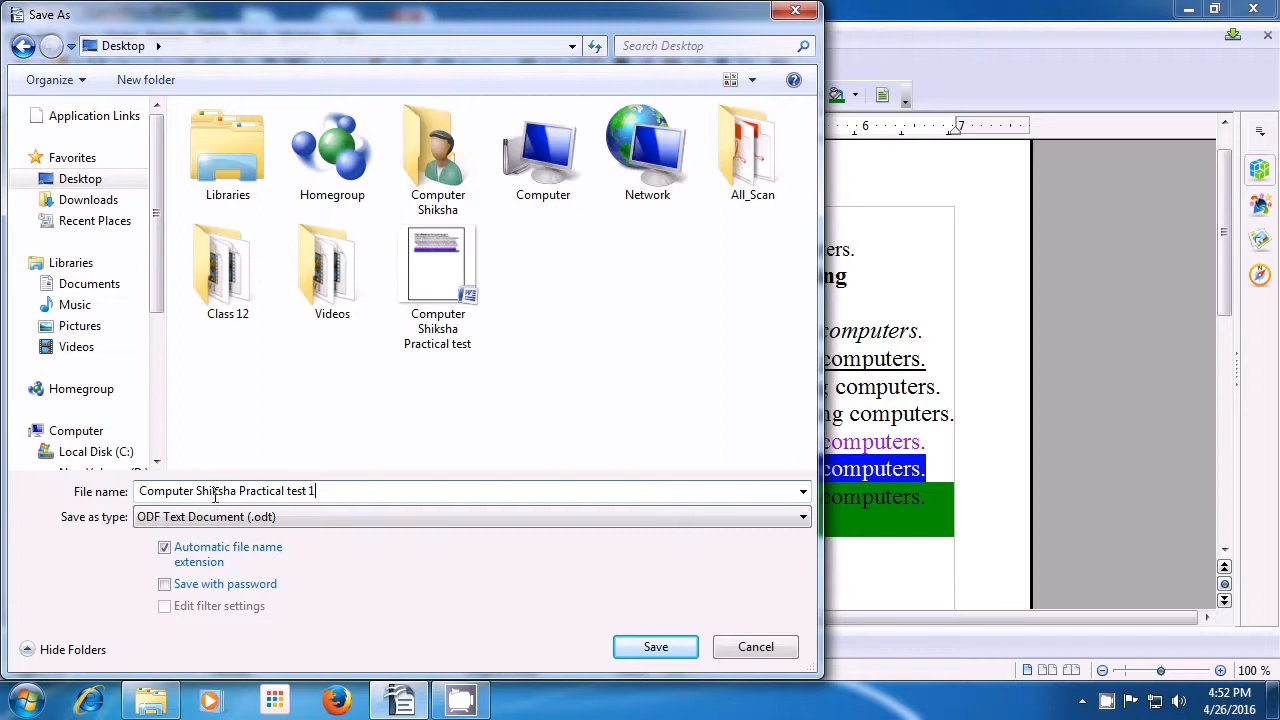 Save As
Desktop
Search Desktop
Organize
New folder
Application Links
Favorites
Desktop
Downloads
Recent Places
Libraries
Documents
Music
Pictures
Videos
Homegroup
Computer
Local Disk (C:)
Libraries
Homegroup
Computer
Shiksha
Computer
Network
All_Scan
Class 12
Videos
Computer
Shiksha
Practical test
File name:
Computer Shiksha Practical test 1
Save as type:
ODF Text Document (.odt)
Automatic file name
extension
Save with password
Edit filter settings
Hide Folders
Save
Cancel
6
7
computers.
computers.
computers.
ng computers.
computers.
computers.
computers.
100 %
4:52 PM
4/26/2016